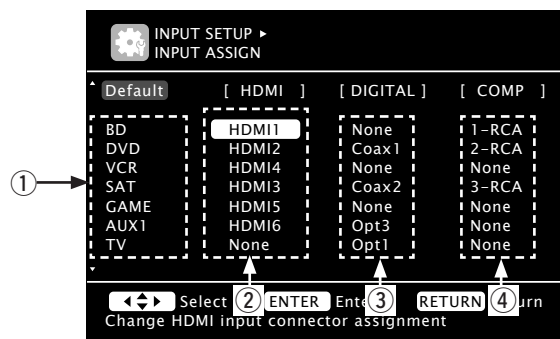 INPUT SETUP ▸
INPUT ASSIGN
Default [ HDMI ] [ DIGITAL ] [ COMP ]
BD HDMI1 None 1-RCA
DVD HDMI2 Coax1 2-RCA
VCR HDMI4 None None
SAT HDMI3 Coax2 3-RCA
GAME HDMI5 None None
AUX1 HDMI6 Opt3 None
TV None Opt1 None
① ② ③ ④
Select ENTER RETURN
Change HDMI input connector assignment